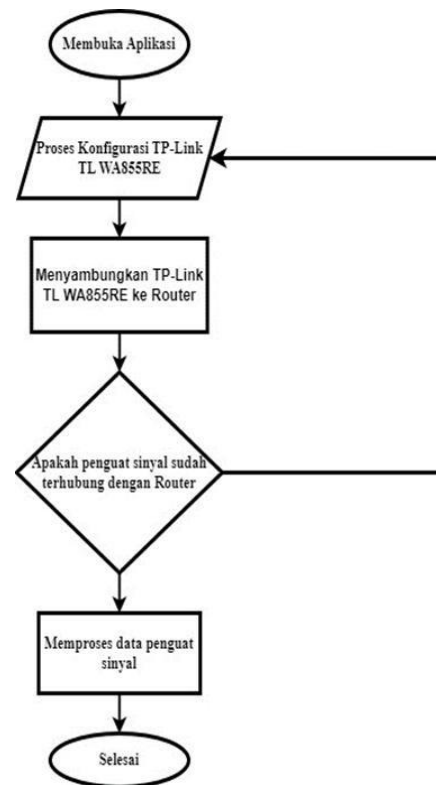 Membuka Aplikasi
Proses Konfigurasi TP-Link
TL WA855RE
Menyambungkan TP-Link
TL WA855RE ke Router
Apakah penguat sinyal sudah
terhubung dengan Router
Memproses data penguat
sinyal
Selesai